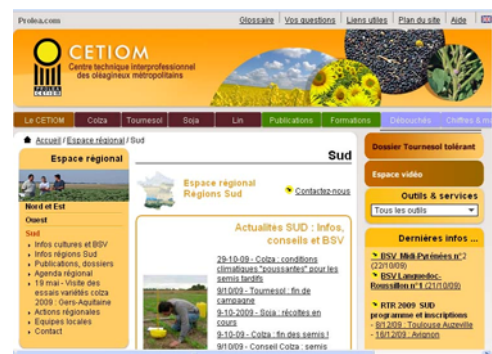 Prolea.com
Glossaire Vos questions Liens utiles Plan du site Aide
CETIOM
Centre technique interprofessionnel
des oléagineux métropolitains
PROLEA
CETIOM
Le CETIOM Colza Tournesol Soja Lin Publications Formations Débouchés Chiffres & ma
Accueil / Espace régional / Sud
Espace régional
Nord et Est
Ouest
Sud
Infos cultures et BSV
Infos régions Sud
Publications, dossiers
Agenda régional
19 mai - Visite des
essais variétés colza
2009 : Gers-Aquitaine
Actions régionales
Equipes locales
Contact
Sud
Espace régional
Régions Sud
Contactez-nous
Actualités SUD : Infos,
conseils et BSV
29-10-09 - Colza : conditions
climatiques "poussantes" pour les
semis tardifs
9/10/09 - Tournesol : fin de
campagne
9-10-2009 - Soja : récoltes en
cours
9-10-09 - Colza : fin des semis !
9/10/09 - Conseil Colza : semis
Dossier Tournesol tolérant
Espace vidéo
Outils & services
Tous les outils
Dernières infos ...
BSV Midi-Pyrénées n°2
(22/10/09)
BSV Languedoc-
Roussillon n°1 (21/10/09)
RTR 2009 SUD
programme et inscriptions
- 8/12/09 : Toulouse Auzeville
- 16/12/09 : Avignon